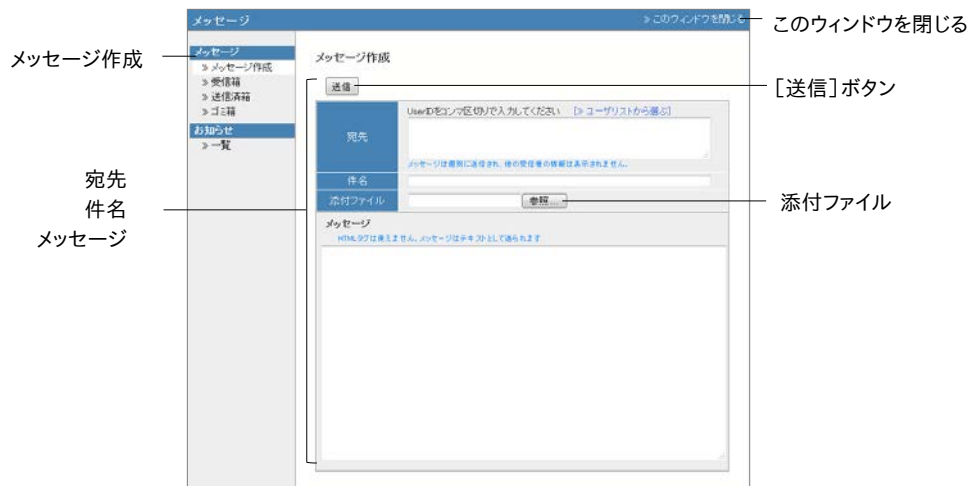 メッセージ
» このウィンドウを閉じる
このウィンドウを閉じる
メッセージ作成
メッセージ
» メッセージ作成
» 受信箱
» 送信済箱
» ゴミ箱
お知らせ
» 一覧
メッセージ作成
送信
［送信］ボタン
宛先
UserIDをコンマ区切りで入力してください [» ユーザリストから選ぶ]
メッセージは個別に送信され、他の受信者の情報は表示されません。
件名
添付ファイル
参照...
添付ファイル
宛先
件名
メッセージ
メッセージ
HTMLタグは使えません。メッセージはテキストとして送られます